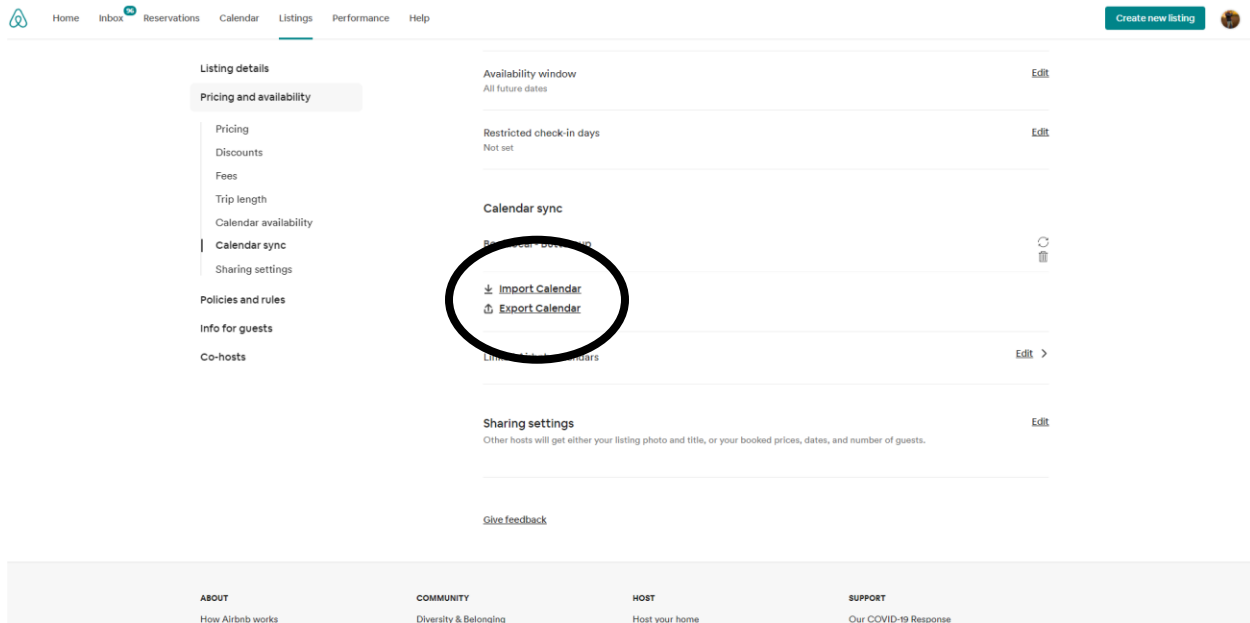 Home Inbox 96 Reservations Calendar Listings Performance Help Create new listing
Listing details
Pricing and availability
Pricing
Discounts
Fees
Trip length
Calendar availability
Calendar sync
Sharing settings
Policies and rules
Info for guests
Co-hosts
Availability window Edit
All future dates
Restricted check-in days Edit
Not set
Calendar sync
Import Calendar
Export Calendar
Edit
Sharing settings Edit
Other hosts will get either your listing photo and title, or your booked prices, dates, and number of guests.
Give feedback
ABOUT COMMUNITY HOST SUPPORT
How Airbnb works Diversity & Belonging Host your home Our COVID-19 Response